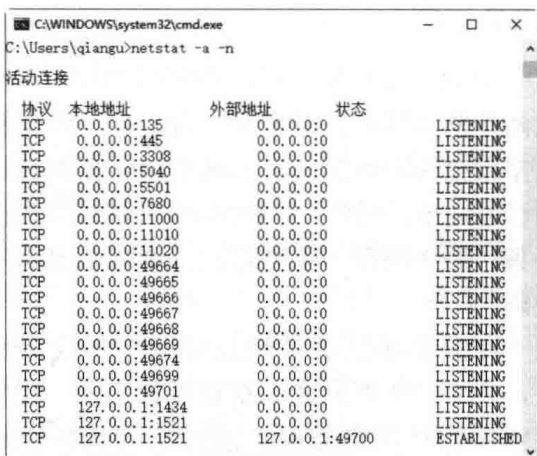 C:\WINDOWS\system32\cmd.exe
C:\Users\qiangu>netstat -a -n
活动连接
协议 本地地址 外部地址 状态
TCP 0.0.0.0:135 0.0.0.0:0 LISTENING
TCP 0.0.0.0:445 0.0.0.0:0 LISTENING
TCP 0.0.0.0:3308 0.0.0.0:0 LISTENING
TCP 0.0.0.0:5040 0.0.0.0:0 LISTENING
TCP 0.0.0.0:5501 0.0.0.0:0 LISTENING
TCP 0.0.0.0:7680 0.0.0.0:0 LISTENING
TCP 0.0.0.0:11000 0.0.0.0:0 LISTENING
TCP 0.0.0.0:11010 0.0.0.0:0 LISTENING
TCP 0.0.0.0:11020 0.0.0.0:0 LISTENING
TCP 0.0.0.0:49664 0.0.0.0:0 LISTENING
TCP 0.0.0.0:49665 0.0.0.0:0 LISTENING
TCP 0.0.0.0:49666 0.0.0.0:0 LISTENING
TCP 0.0.0.0:49667 0.0.0.0:0 LISTENING
TCP 0.0.0.0:49668 0.0.0.0:0 LISTENING
TCP 0.0.0.0:49669 0.0.0.0:0 LISTENING
TCP 0.0.0.0:49674 0.0.0.0:0 LISTENING
TCP 0.0.0.0:49699 0.0.0.0:0 LISTENING
TCP 0.0.0.0:49701 0.0.0.0:0 LISTENING
TCP 127.0.0.1:1434 0.0.0.0:0 LISTENING
TCP 127.0.0.1:1521 0.0.0.0:0 LISTENING
TCP 127.0.0.1:1521 127.0.0.1:49700 ESTABLISHED